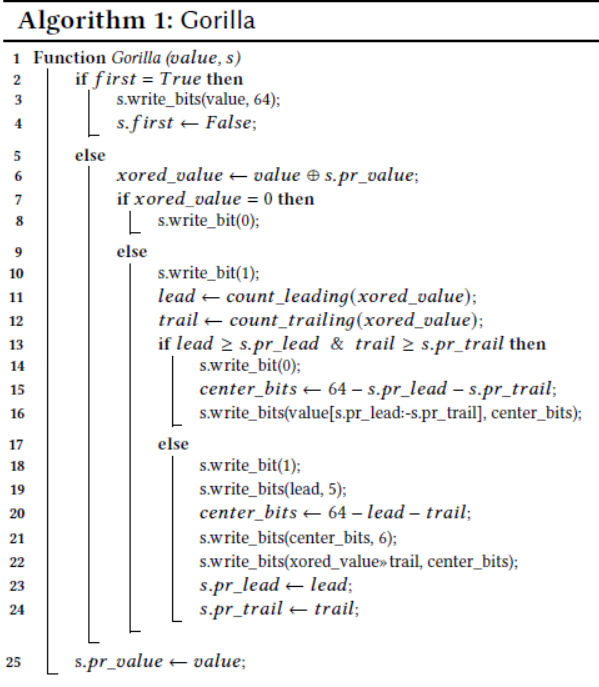 Algorithm 1: Gorilla
1 Function Gorilla (value, s)
2 if first = True then
3 s.write_bits(value, 64);
4 s.first ← False;
5 else
6 xored_value ← value ⊕ s.pr_value;
7 if xored_value = 0 then
8 s.write_bit(0);
9 else
10 s.write_bit(1);
11 lead ← count_leading(xored_value);
12 trail ← count_trailing(xored_value);
13 if lead ≥ s.pr_lead & trail ≥ s.pr_trail then
14 s.write_bit(0);
15 center_bits ← 64 − s.pr_lead − s.pr_trail;
16 s.write_bits(value[s.pr_lead:-s.pr_trail], center_bits);
17 else
18 s.write_bit(1);
19 s.write_bits(lead, 5);
20 center_bits ← 64 − lead − trail;
21 s.write_bits(center_bits, 6);
22 s.write_bits(xored_value»trail, center_bits);
23 s.pr_lead ← lead;
24 s.pr_trail ← trail;
25 s.pr_value ← value;